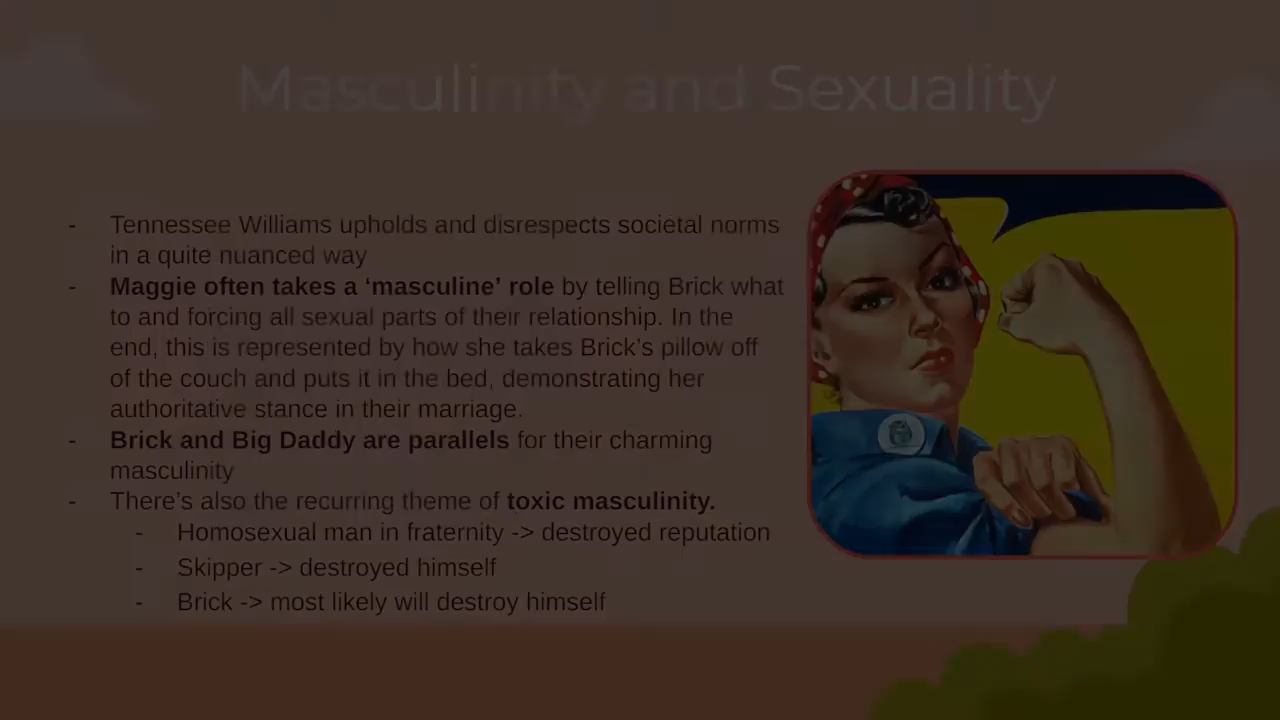 Masculinity and Sexuality
- Tennessee Williams upholds and disrespects societal norms
in a quite nuanced way
- Maggie often takes a ‘masculine’ role by telling Brick what
to and forcing all sexual parts of their relationship. In the
end, this is represented by how she takes Brick’s pillow off
of the couch and puts it in the bed, demonstrating her
authoritative stance in their marriage.
- Brick and Big Daddy are parallels for their charming
masculinity
- There’s also the recurring theme of toxic masculinity.
- Homosexual man in fraternity -> destroyed reputation
- Skipper -> destroyed himself
- Brick -> most likely will destroy himself